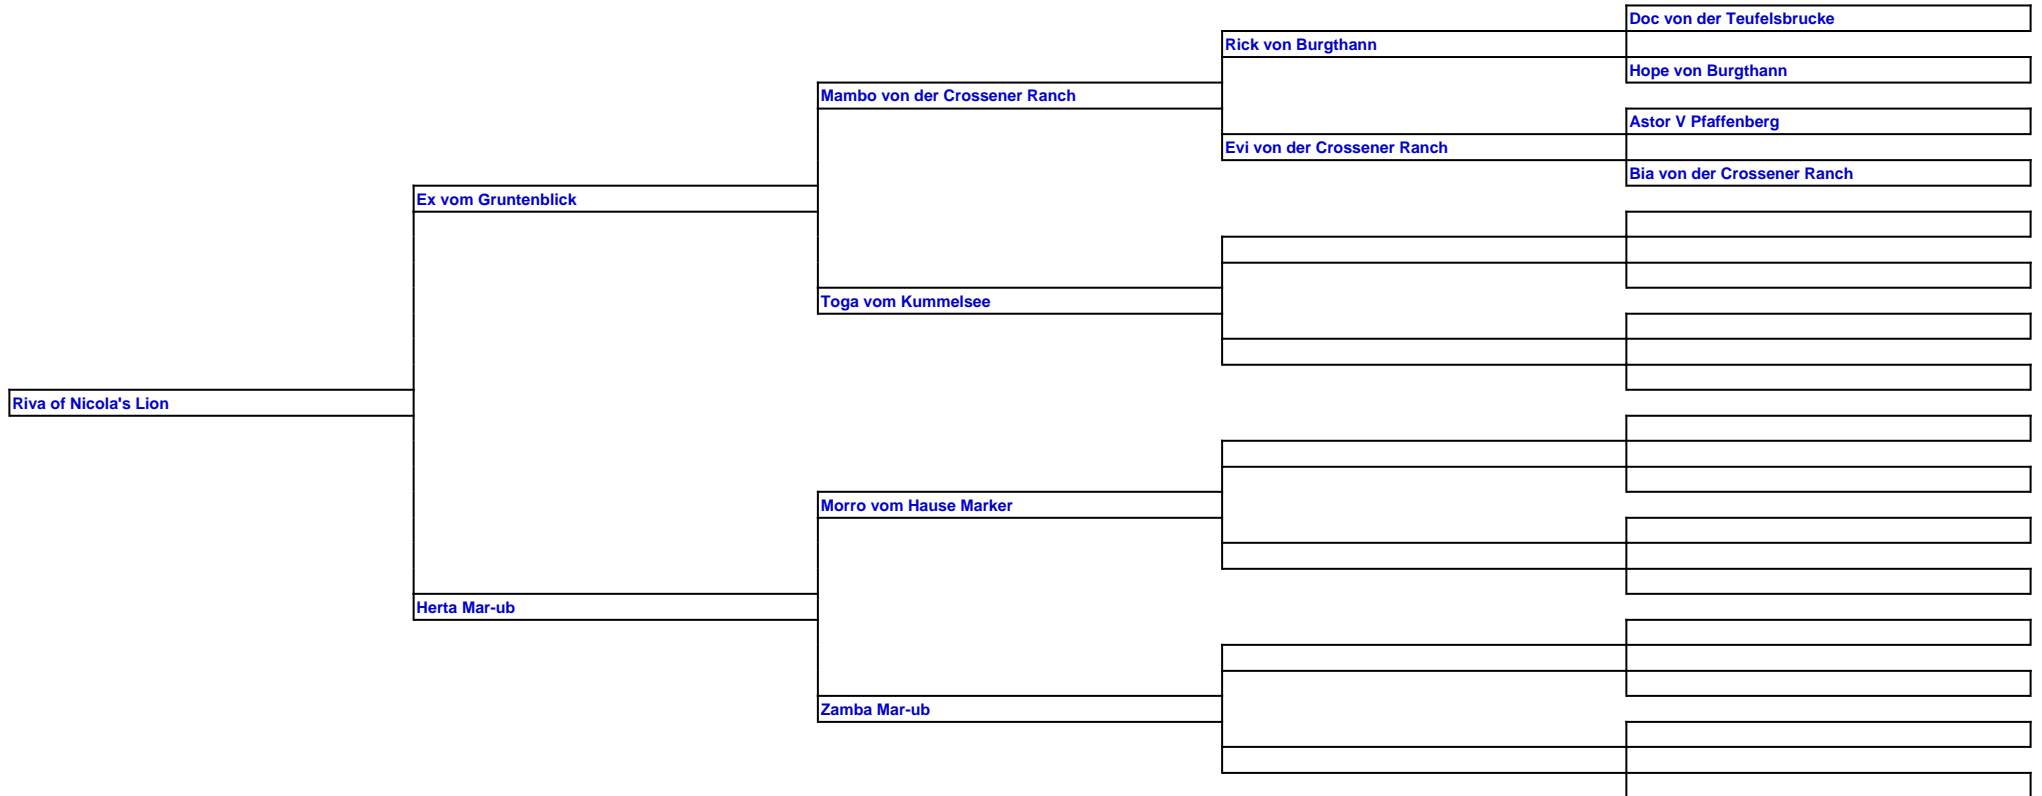 Doc von der Teufelsbrucke
Rick von Burgthann
Hope von Burgthann
Mambo von der Crossener Ranch
Astor V Pfaffenberg
Evi von der Crossener Ranch
Bia von der Crossener Ranch
Ex vom Gruntenblick
Toga vom Kummelsee
Riva of Nicola's Lion
Morro vom Hause Marker
Herta Mar-ub
Zamba Mar-ub